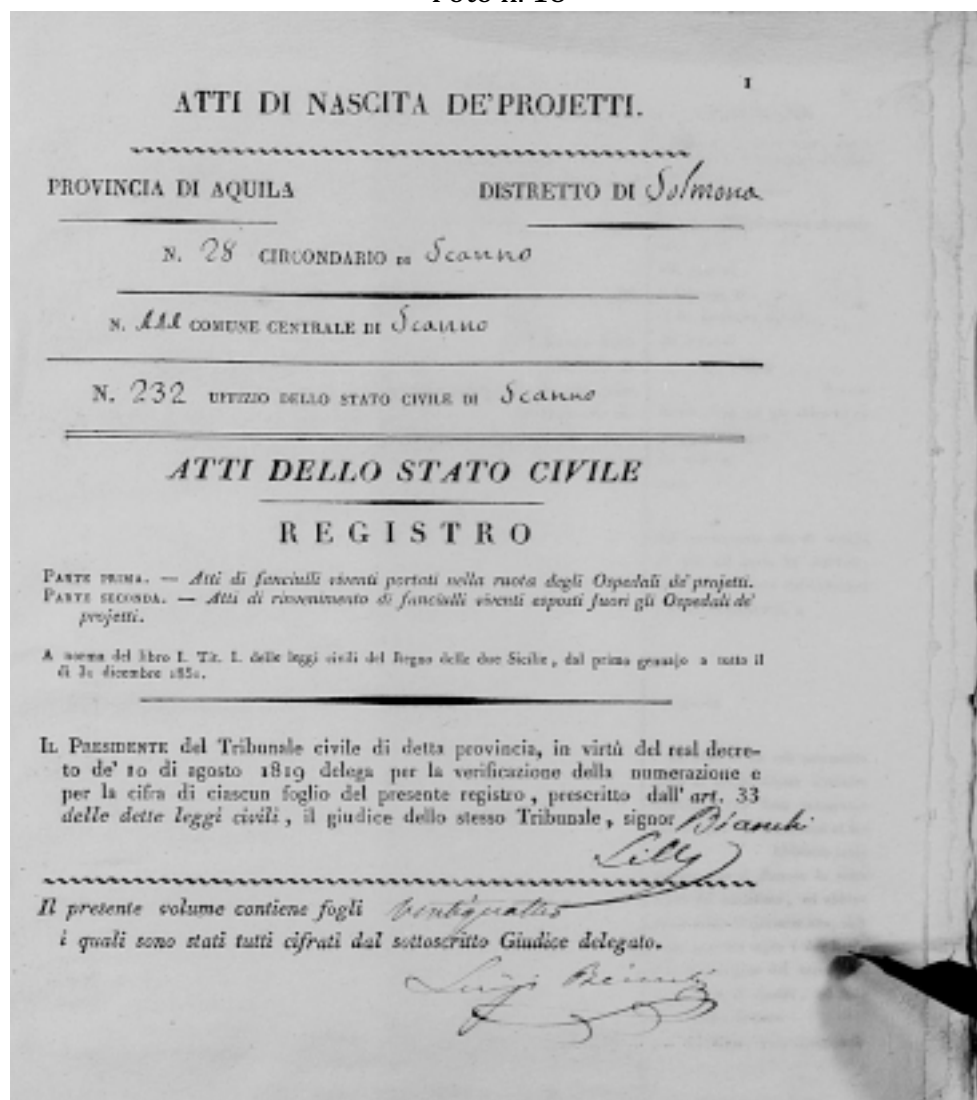 Foto n. 18
1
ATTI DI NASCITA DE' PROJETTI.
PROVINCIA DI AQUILA DISTRETTO DI Solmona
N. 28 CIRCONDARIO DI Scanno
N. 111 COMUNE CENTRALE DI Scanno
N. 232 UFFIZIO DELLO STATO CIVILE DI Scanno
ATTI DELLO STATO CIVILE
REGISTRO
PARTE PRIMA. — Atti di fanciulli viventi portati nella ruota degli Ospedali de' projetti.
PARTE SECONDA. — Atti di rinvenimento di fanciulli viventi esposti fuori gli Ospedali de'
projetti.
A norma del libro I. Tit. I. delle leggi civili del Regno delle due Sicilie, dal primo gennajo a tutto il
di 31 dicembre
IL PRESIDENTE del Tribunale civile di detta provincia, in virtù del real decre-
to de' 10 di agosto 1819 delega per la verificazione della numerazione e
per la cifra di ciascun foglio del presente registro, prescritto dall' art. 33
delle dette leggi civili, il giudice dello stesso Tribunale, signor Bianchi
Il presente volume contiene fogli ventiquattro
i quali sono stati tutti cifrati dal sottoscritto Giudice delegato.
Luigi Bianchi